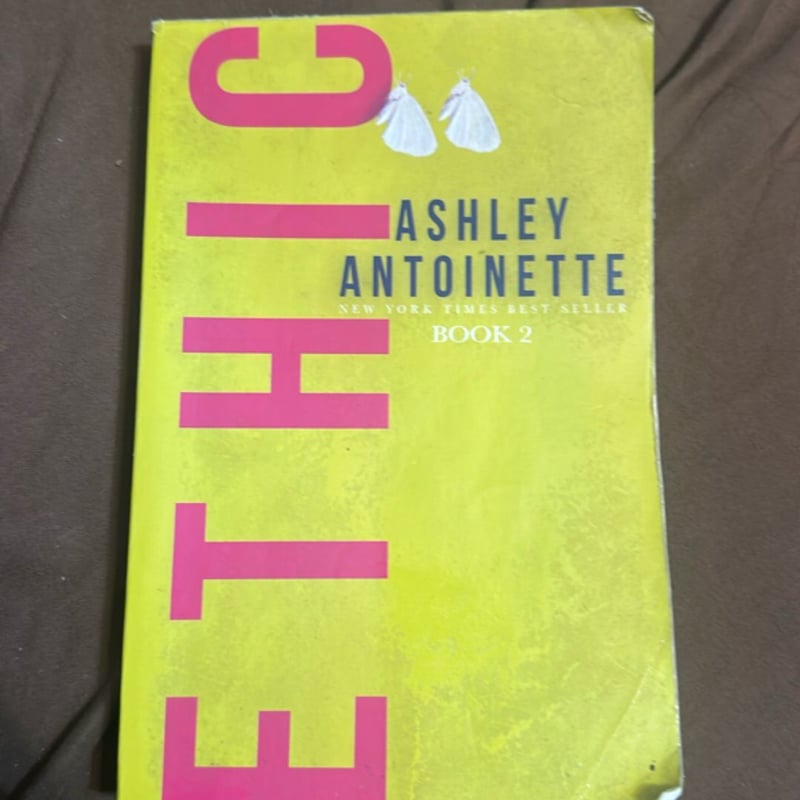 ETHIC
ASHLEY
ANTOINETTE
NEW YORK TIMES BEST SELLER
BOOK 2